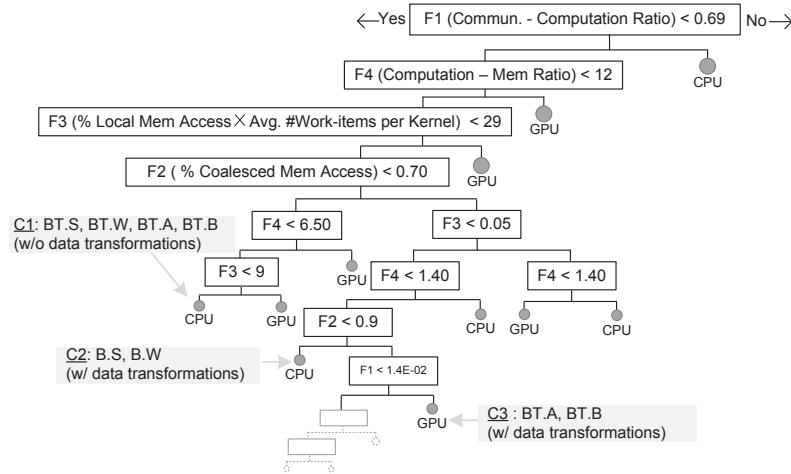 Yes
F1 (Commun. - Computation Ratio) < 0.69
No
F4 (Computation – Mem Ratio) < 12
CPU
F3 (% Local Mem Access × Avg. #Work-items per Kernel) < 29
GPU
F2 ( % Coalesced Mem Access) < 0.70
GPU
C1: BT.S, BT.W, BT.A, BT.B
(w/o data transformations)
F4 < 6.50
F3 < 0.05
F3 < 9
GPU
F4 < 1.40
F4 < 1.40
CPU
GPU
F2 < 0.9
CPU
GPU
CPU
C2: B.S, B.W
(w/ data transformations)
CPU
F1 < 1.4E-02
GPU
C3 : BT.A, BT.B
(w/ data transformations)